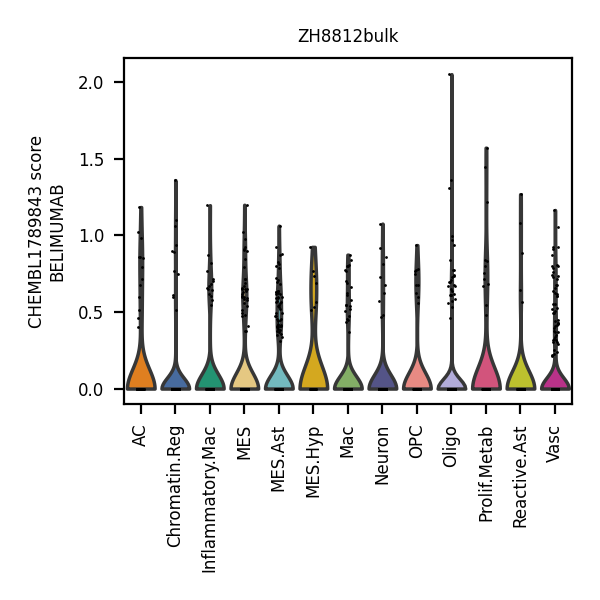 ZH8812bulk
CHEMBL1789843 score
BELIMUMAB
2.0
1.5
1.0
0.5
0.0
AC
Chromatin.Reg
Inflammatory.Mac
MES
MES.Ast
MES.Hyp
Mac
Neuron
OPC
Oligo
Prolif.Metab
Reactive.Ast
Vasc